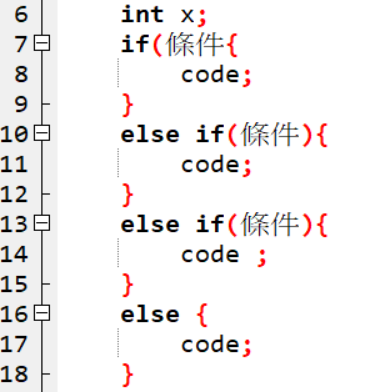 6 int x;
7 if(條件{
8 code;
9 }
10 else if(條件){
11 code;
12 }
13 else if(條件){
14 code ;
15 }
16 else {
17 code;
18 }